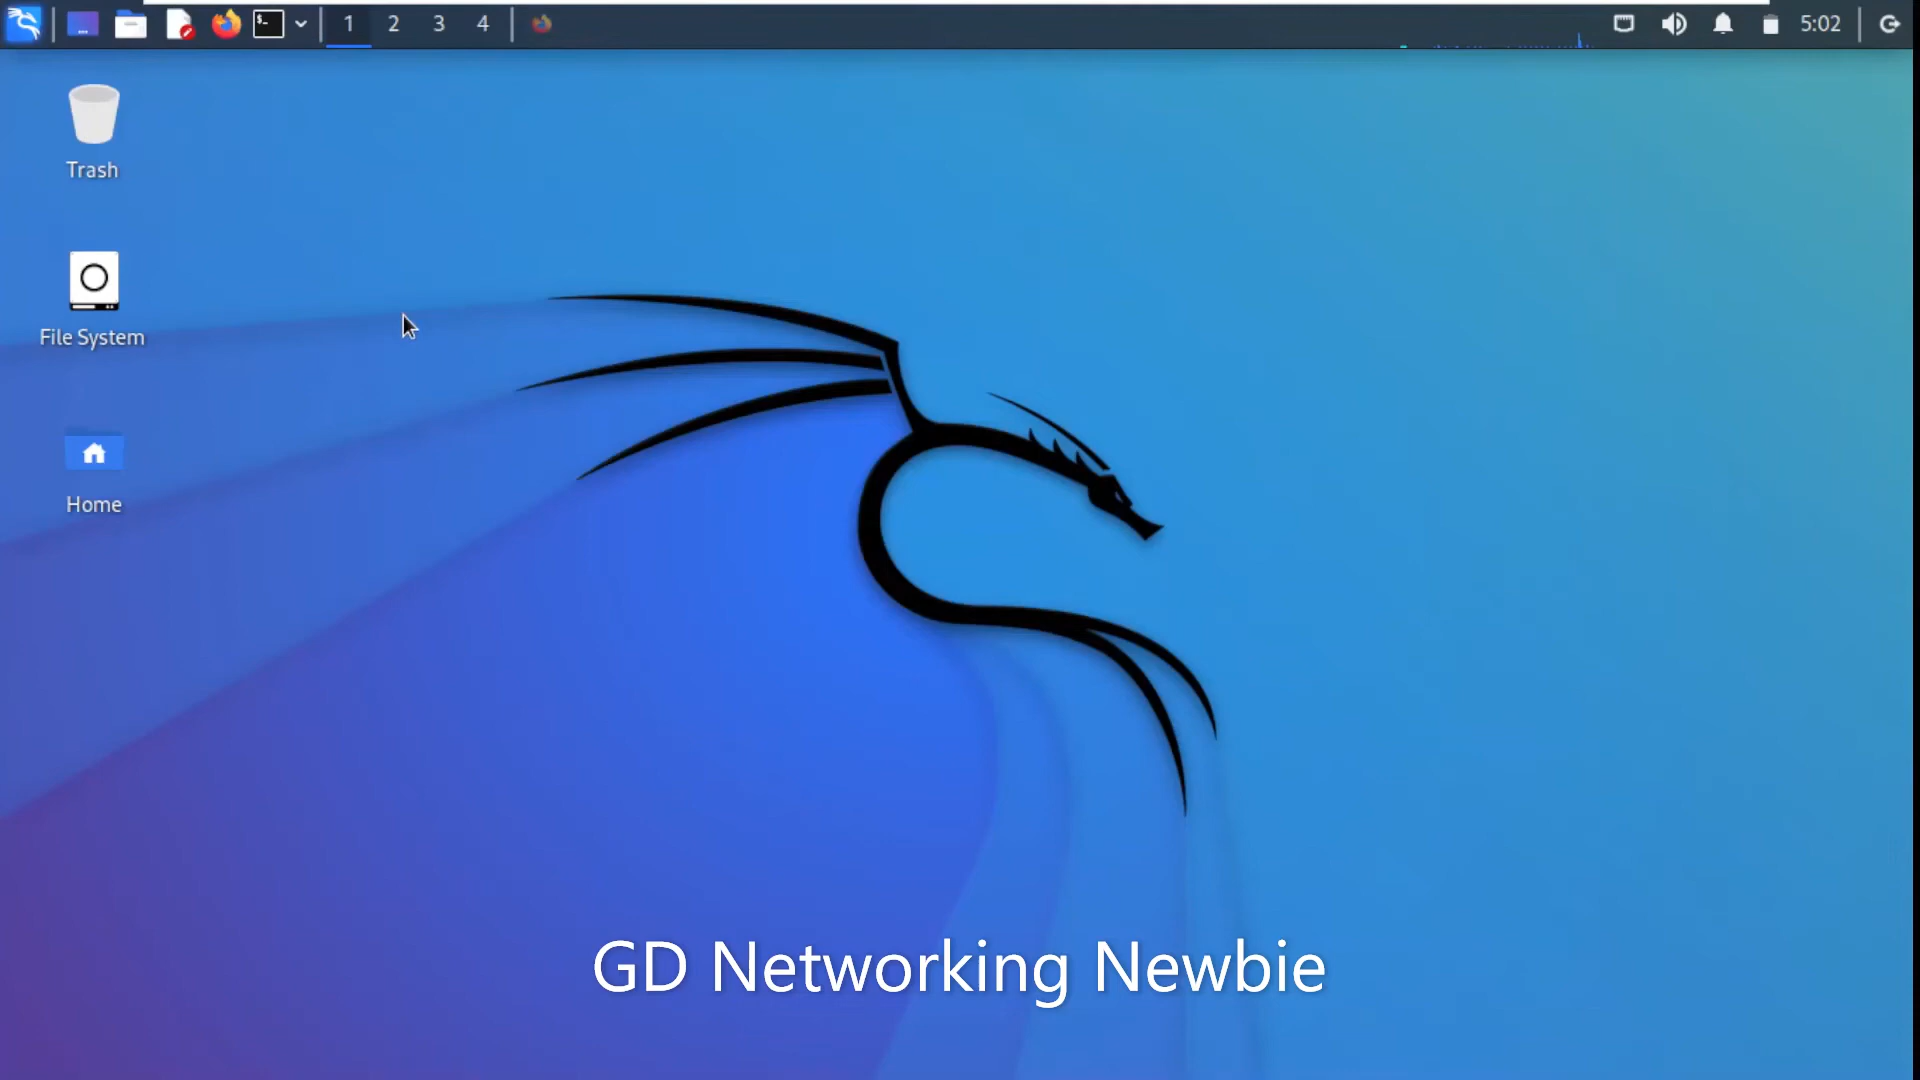 $-
1 2 3 4
5:02
Trash
File System
Home
GD Networking Newbie